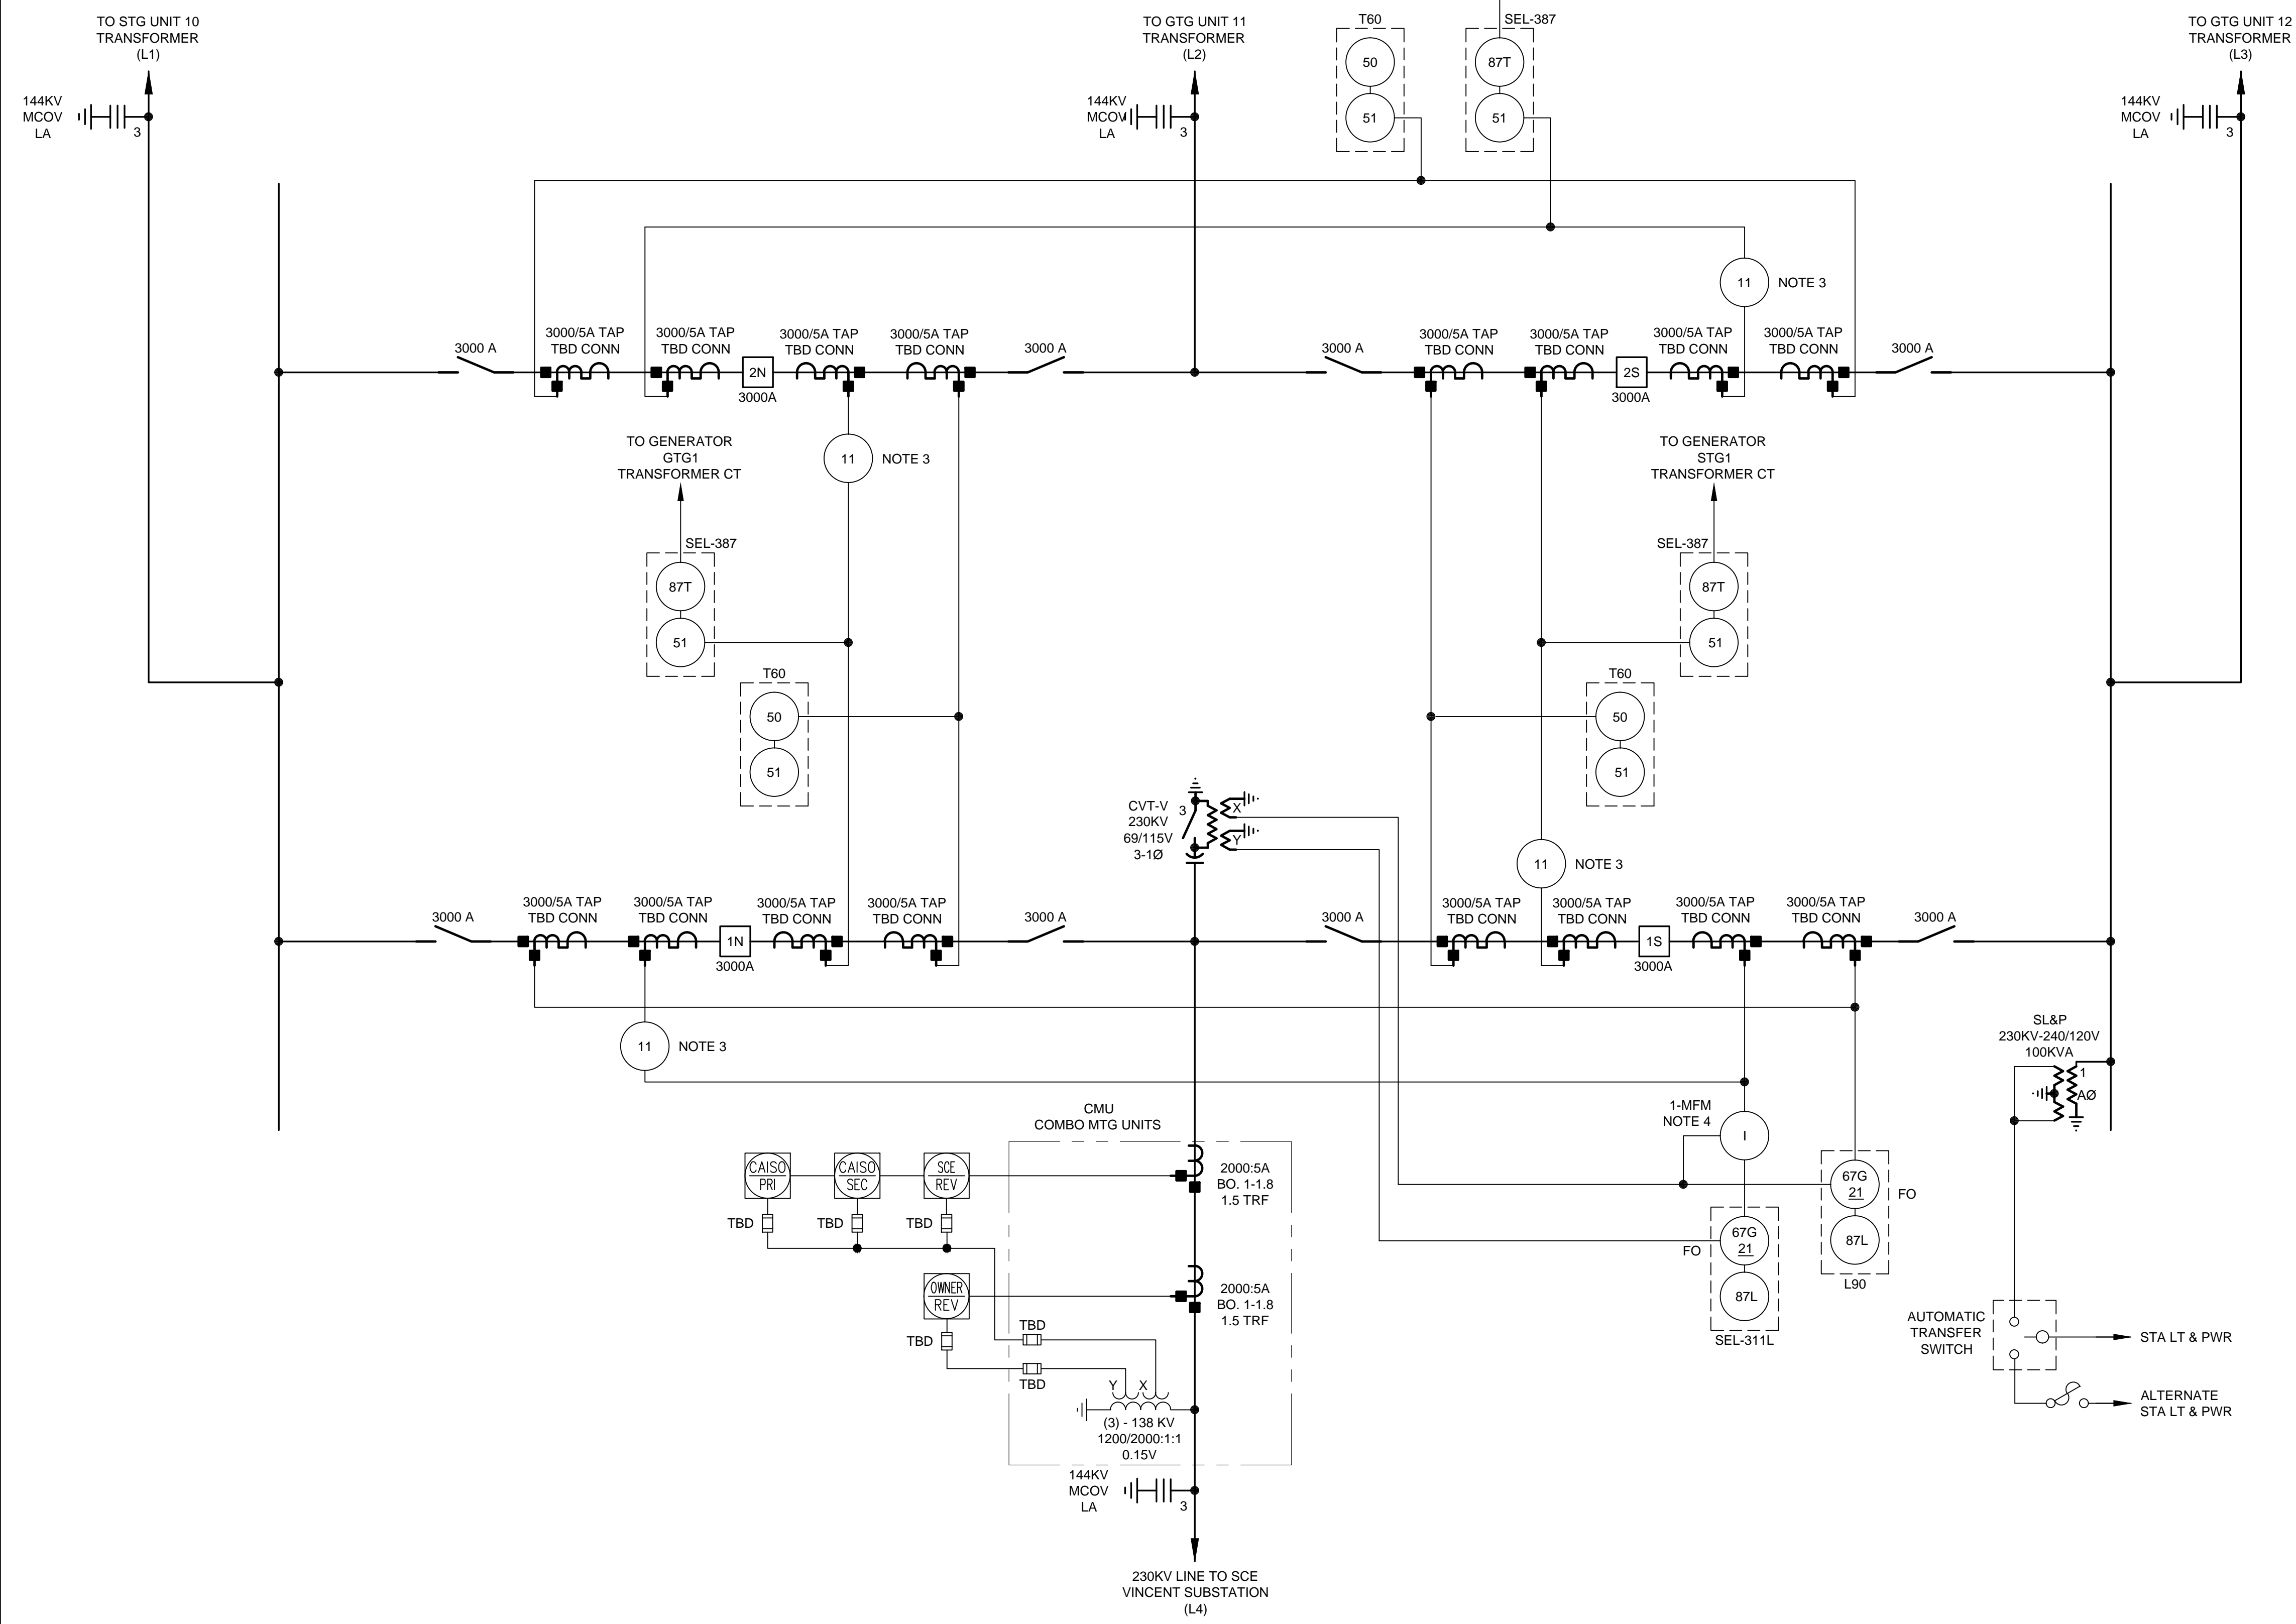 TO STG UNIT 10
TRANSFORMER
(L1)
144KV
MCOV
LA
3
TO GTG UNIT 11
TRANSFORMER
(L2)
144KV
MCOV
LA
3
T60
50
51
SEL-387
87T
51
TO GTG UNIT 12
TRANSFORMER
(L3)
144KV
MCOV
LA
3
11
NOTE 3
3000 A
3000/5A TAP
TBD CONN
3000/5A TAP
TBD CONN
2N
3000A
3000/5A TAP
TBD CONN
3000/5A TAP
TBD CONN
3000 A
3000 A
3000/5A TAP
TBD CONN
3000/5A TAP
TBD CONN
2S
3000A
3000/5A TAP
TBD CONN
3000/5A TAP
TBD CONN
3000 A
TO GENERATOR
GTG1
TRANSFORMER CT
11
NOTE 3
SEL-387
87T
51
T60
50
51
TO GENERATOR
STG1
TRANSFORMER CT
SEL-387
87T
51
T60
50
51
CVT-V
230KV
69/115V
3-1Ø
3
X
Y
11
NOTE 3
3000 A
3000/5A TAP
TBD CONN
3000/5A TAP
TBD CONN
1N
3000A
3000/5A TAP
TBD CONN
3000/5A TAP
TBD CONN
3000 A
3000 A
3000/5A TAP
TBD CONN
3000/5A TAP
TBD CONN
1S
3000A
3000/5A TAP
TBD CONN
3000/5A TAP
TBD CONN
3000 A
11
NOTE 3
SL&P
230KV-240/120V
100KVA
1
AØ
CMU
COMBO MTG UNITS
1-MFM
NOTE 4
I
CAISO
PRI
CAISO
SEC
SCE
REV
2000:5A
BO. 1-1.8
1.5 TRF
67G
21
FO
87L
L90
TBD
TBD
TBD
FO
67G
21
87L
SEL-311L
OWNER
REV
2000:5A
BO. 1-1.8
1.5 TRF
TBD
TBD
TBD
Y
X
(3) - 138 KV
1200/2000:1:1
0.15V
AUTOMATIC
TRANSFER
SWITCH
STA LT & PWR
ALTERNATE
STA LT & PWR
144KV
MCOV
LA
3
230KV LINE TO SCE
VINCENT SUBSTATION
(L4)